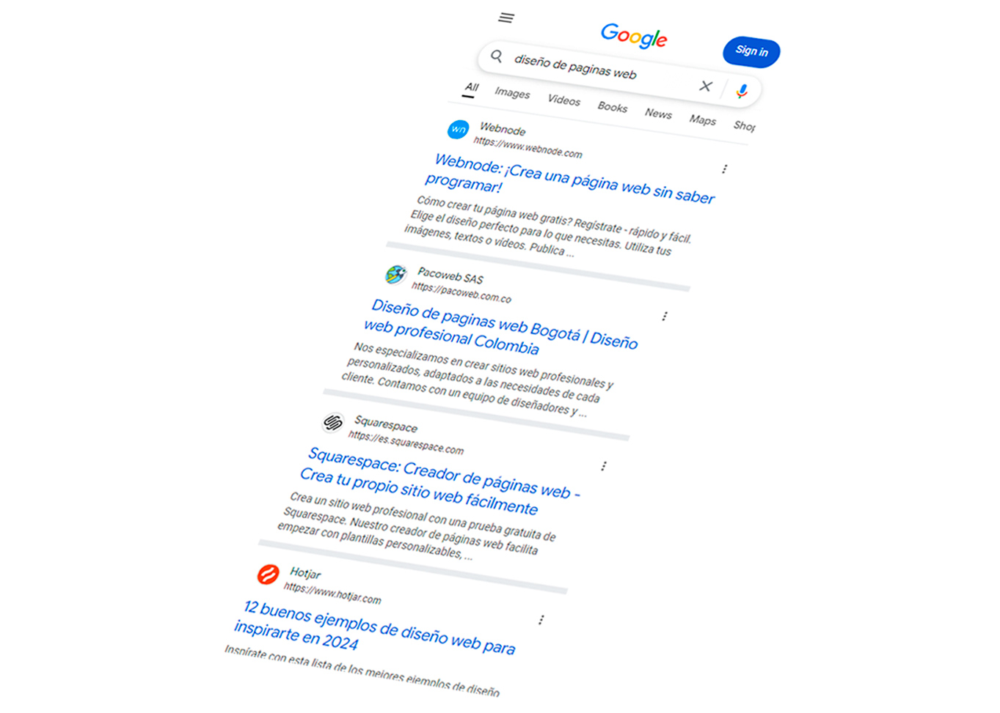 Google
Sign in
diseño de paginas web
All Images Videos Books News Maps Shop
wn
Webnode
https://www.webnode.com
Webnode: ¡Crea una página web sin saber
programar!
Cómo crear tu página web gratis? Regístrate - rápido y fácil.
Elige el diseño perfecto para lo que necesitas. Utiliza tus
imágenes, textos o vídeos. Publica ...
Pacoweb SAS
https://pacoweb.com.co
Diseño de paginas web Bogotá | Diseño
web profesional Colombia
Nos especializamos en crear sitios web profesionales y
personalizados, adaptados a las necesidades de cada
cliente. Contamos con un equipo de diseñadores y ...
Squarespace
https://es.squarespace.com
Squarespace: Creador de páginas web -
Crea tu propio sitio web fácilmente
Crea un sitio web profesional con una prueba gratuita de
Squarespace. Nuestro creador de páginas web facilita
empezar con plantillas personalizables, ...
Hotjar
https://www.hotjar.com
12 buenos ejemplos de diseño web para
inspirarte en 2024
Inspírate con esta lista de los mejores ejemplos de diseño